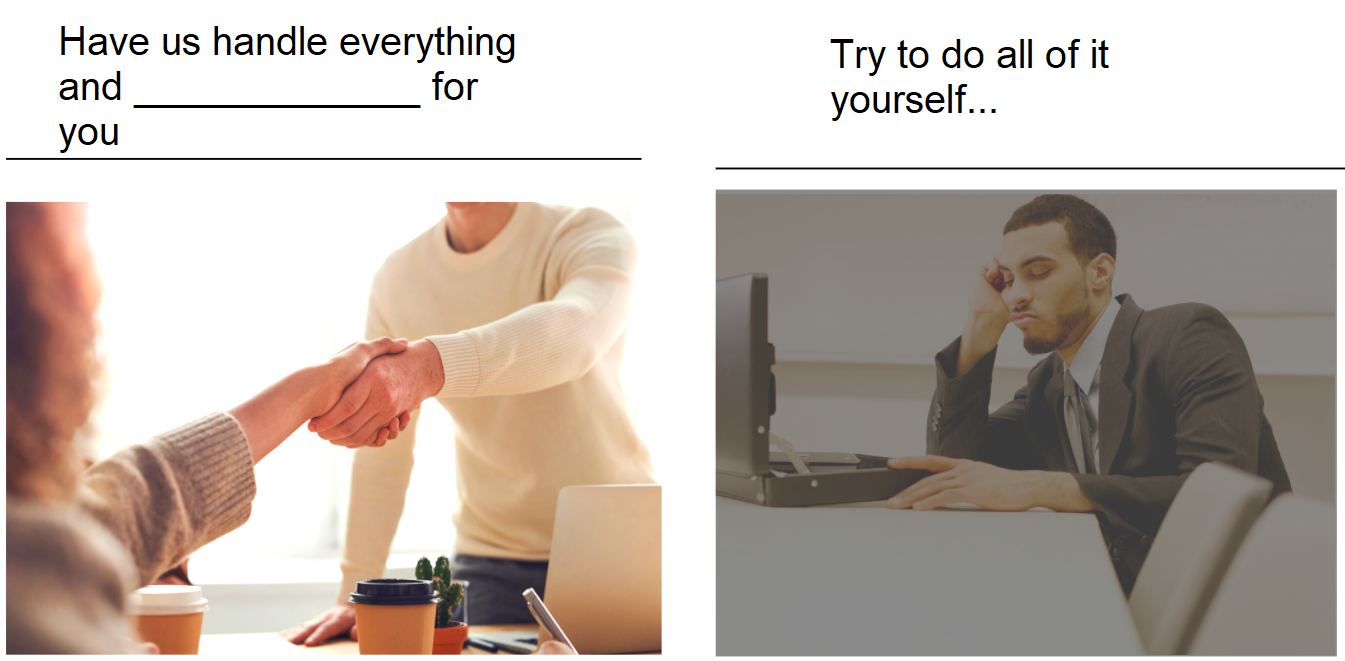 Have us handle everything
and ______________ for
you
Try to do all of it
yourself...